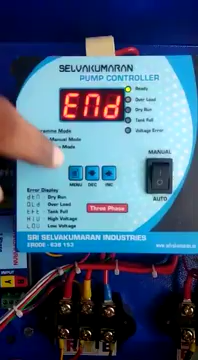 SELVAKUMARAN
PUMP CONTROLLER
ENd
Ready
Over Load
Dry Run
Tank Full
Voltage Error
Mode
Manual Mode
Mode
MANUAL
MENU DEC INC
AUTO
Error Display
Dry Run
Over Load
Tank Full
High Voltage
Low Voltage
Three Phase
SRI SELVAKUMARAN INDUSTRIES
ERODE - 638 153